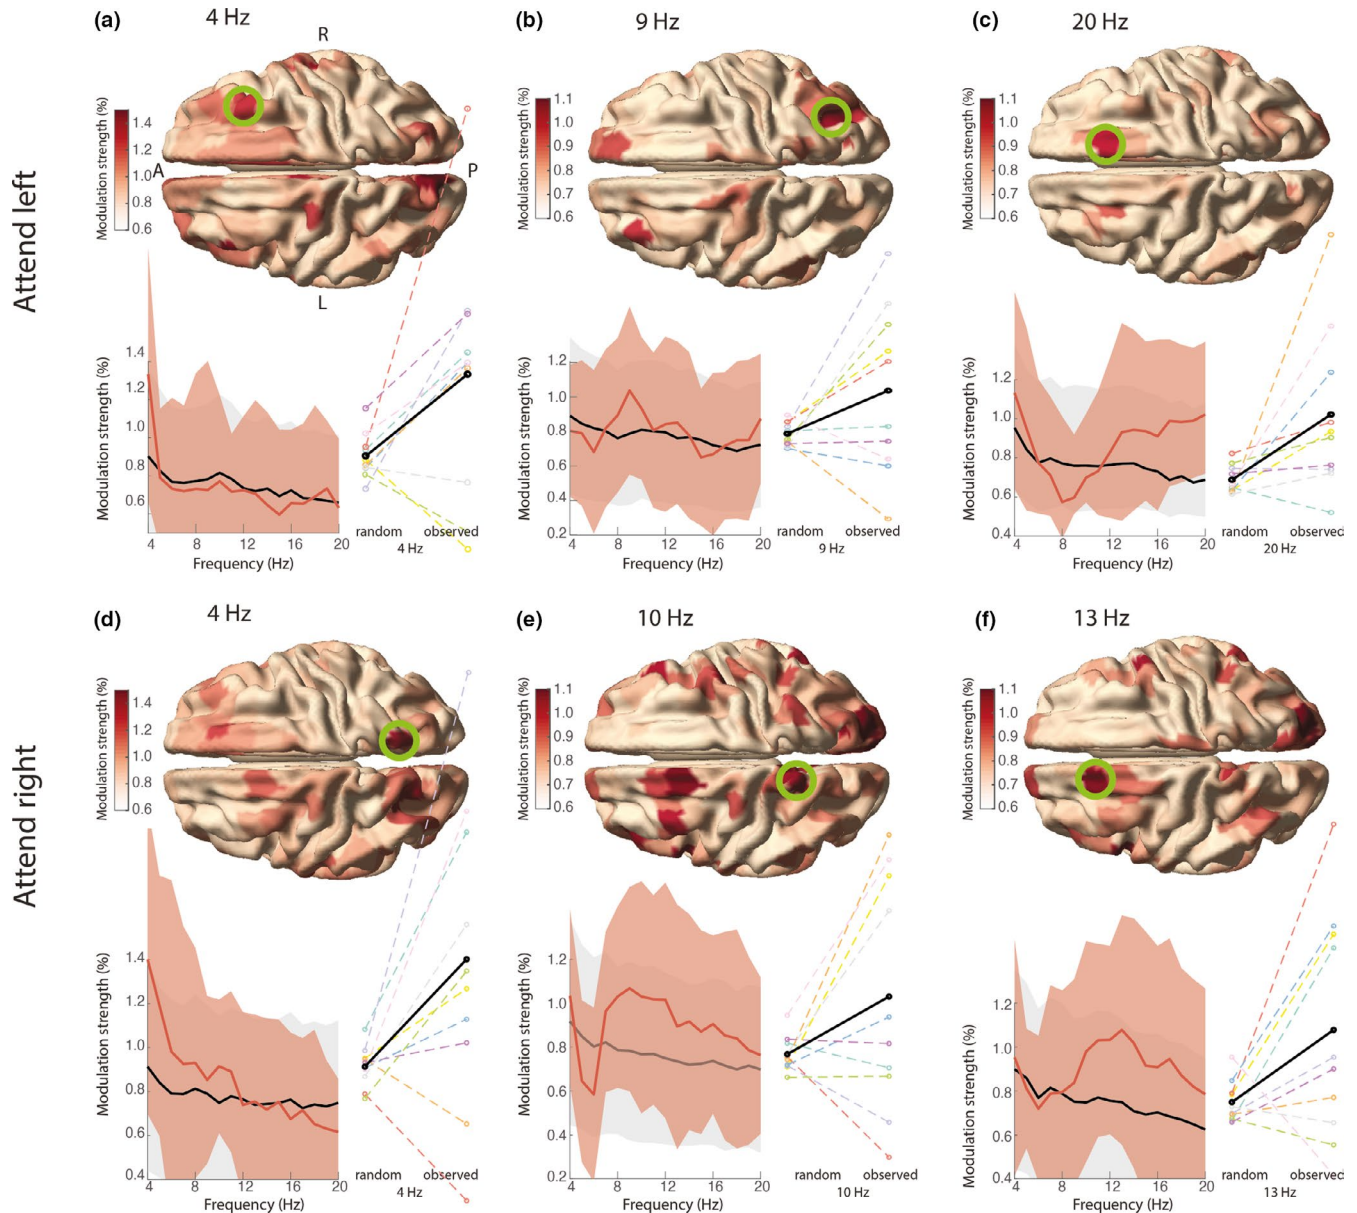 Attend left
(a)
4 Hz
R
A
P
L
Modulation strength (%)
1.4
1.2
1.0
0.8
0.6
Modulation strength (%)
1.4
1.2
1.0
0.8
0.6
4 8 12 16 20
Frequency (Hz)
random observed
4 Hz
(b)
9 Hz
Modulation strength (%)
1.1
1.0
0.9
0.8
0.7
0.6
Modulation strength (%)
1.2
1.0
0.8
0.6
0.4
0.2
4 8 12 16 20
Frequency (Hz)
random observed
9 Hz
(c)
20 Hz
Modulation strength (%)
1.1
1.0
0.9
0.8
0.7
0.6
Modulation strength (%)
1.2
1.0
0.8
0.6
0.4
4 8 12 16 20
Frequency (Hz)
random observed
20 Hz
Attend right
(d)
4 Hz
Modulation strength (%)
1.4
1.2
1.0
0.8
0.6
Modulation strength (%)
1.4
1.2
1.0
0.8
0.6
0.4
4 8 12 16 20
Frequency (Hz)
random observed
4 Hz
(e)
10 Hz
Modulation strength (%)
1.1
1.0
0.9
0.8
0.7
0.6
Modulation strength (%)
1.2
1.0
0.8
0.6
0.4
0.2
4 8 12 16 20
Frequency (Hz)
random observed
10 Hz
(f)
13 Hz
Modulation strength (%)
1.1
1.0
0.9
0.8
0.7
0.6
Modulation strength (%)
1.2
1.0
0.8
0.6
0.4
4 8 12 16 20
Frequency (Hz)
random observed
13 Hz